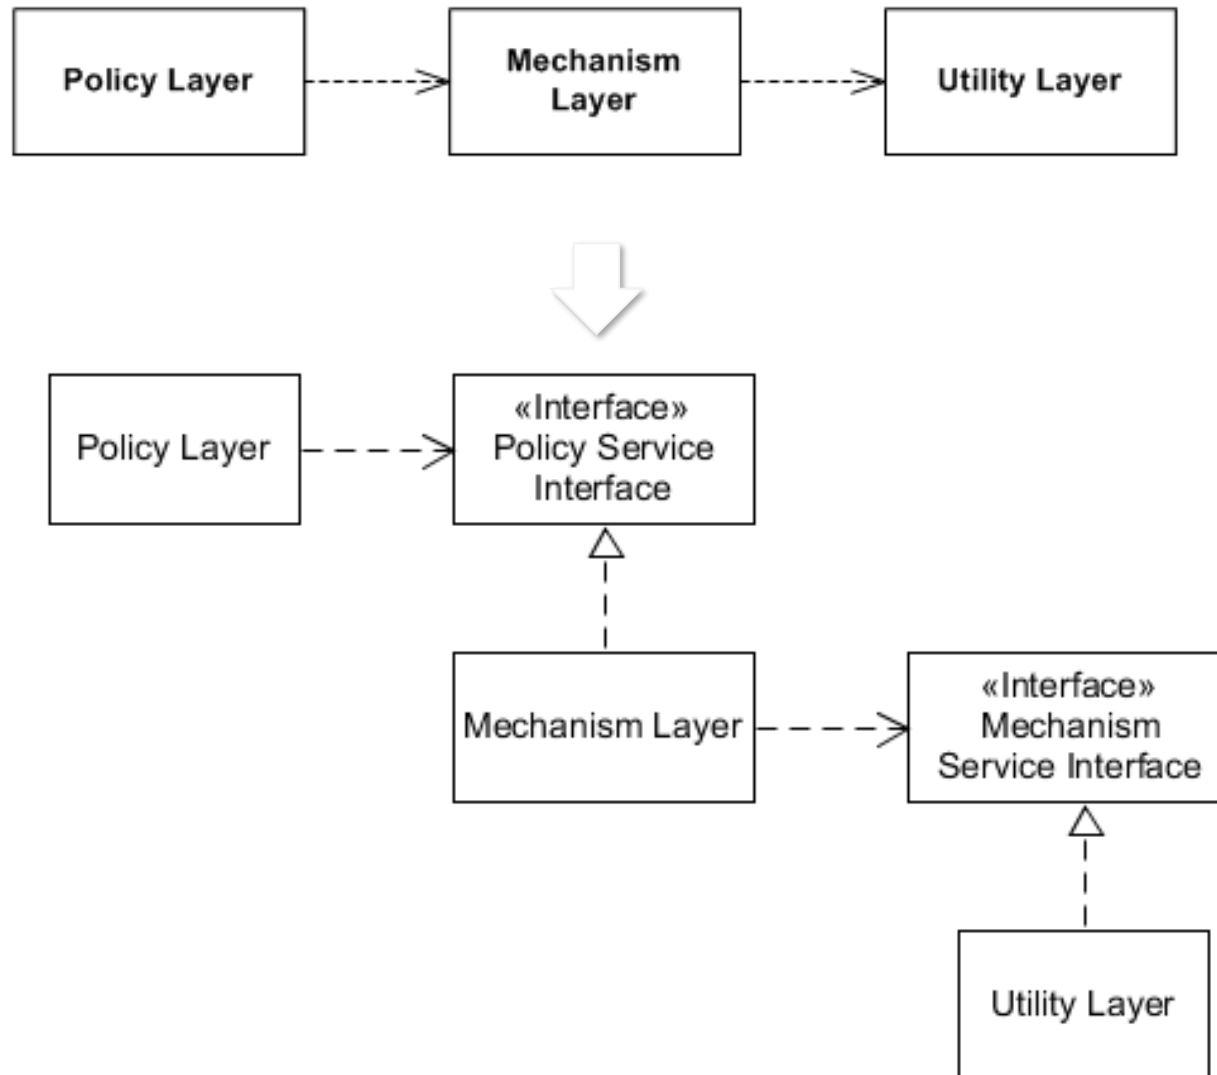 Policy Layer
Mechanism
Layer
Utility Layer
Policy Layer
«Interface»
Policy Service
Interface
Mechanism Layer
«Interface»
Mechanism
Service Interface
Utility Layer